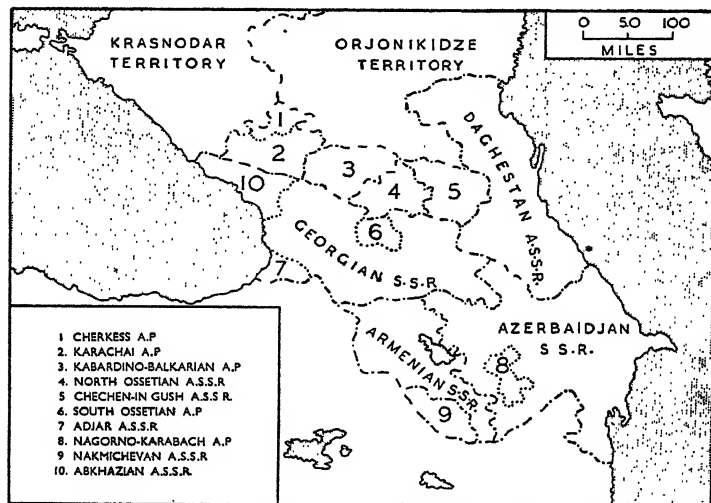 KRASNODAR
TERRITORY
ORJONIKIDZE
TERRITORY
0 50 100
MILES
1
2
3
4
5
10
6
7
8
9
DAGHESTAN A.S.S.R.
GEORGIAN S.S.R
AZERBAIDJAN
S S.R.
ARMENIAN S.S.R.
1 CHERKESS A.P
2. KARACHAI A.P
3. KABARDINO-BALKARIAN A.P
4. NORTH OSSETIAN A.S.S.R
5 CHECHEN-IN GUSH A.S.S R.
6. SOUTH OSSETIAN A.P
7 ADJAR A.S.S.R
8. NAGORNO-KARABACH A.P
9 NAKMICHEVAN A.S.S.R
10. ABKHAZIAN A.S.S.R.